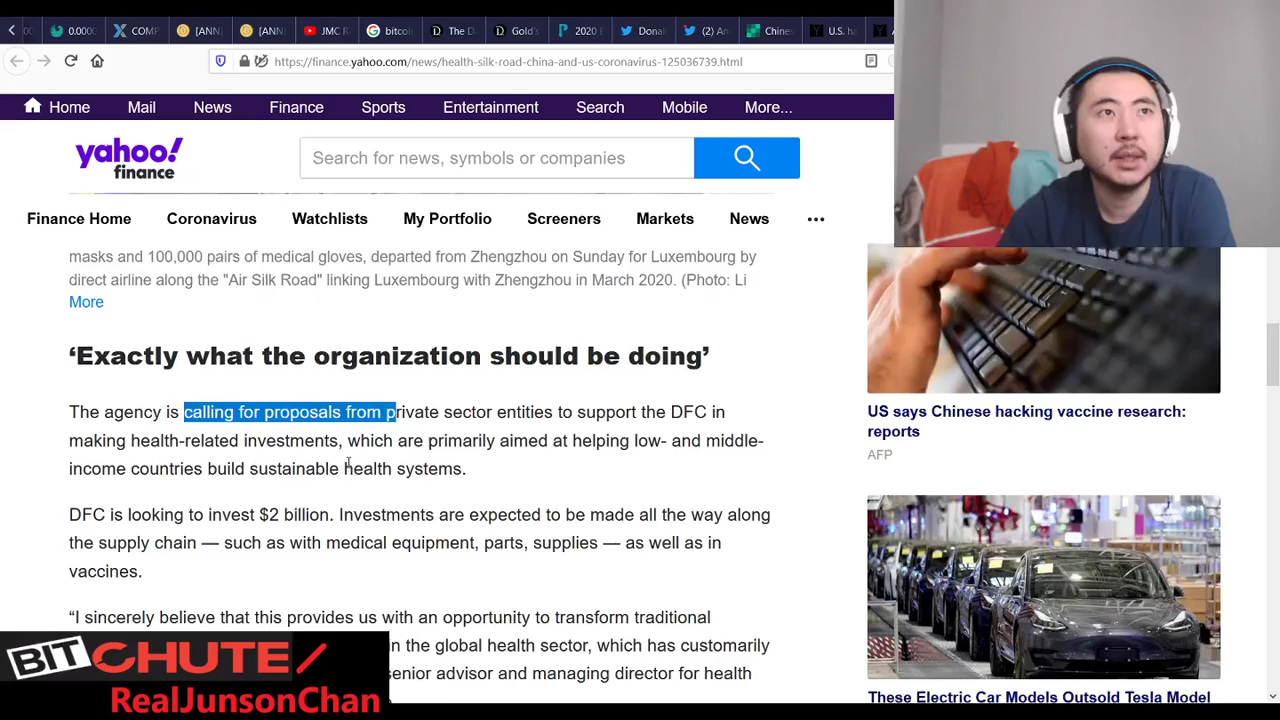 0.0000
COMP
[ANN]
[ANN]
JMC R
bitcoi
The D
Gold's
2020 E
Donal
(2) An
Chines
U.S. ha
https://finance.yahoo.com/news/health-silk-road-china-and-us-coronavirus-125036739.html
Home Mail News Finance Sports Entertainment Search Mobile More...
yahoo!
finance
Search for news, symbols or companies
Finance Home Coronavirus Watchlists My Portfolio Screeners Markets News •••
masks and 100,000 pairs of medical gloves, departed from Zhengzhou on Sunday for Luxembourg by
direct airline along the "Air Silk Road" linking Luxembourg with Zhengzhou in March 2020. (Photo: Li
More
‘Exactly what the organization should be doing’
The agency is calling for proposals from private sector entities to support the DFC in
making health-related investments, which are primarily aimed at helping low- and middle-
income countries build sustainable health systems.
DFC is looking to invest $2 billion. Investments are expected to be made all the way along
the supply chain — such as with medical equipment, parts, supplies — as well as in
vaccines.
“I sincerely believe that this provides us with an opportunity to transform traditional
in the global health sector, which has customarily
senior advisor and managing director for health
US says Chinese hacking vaccine research:
reports
AFP
These Electric Car Models Outsold Tesla Model
BITCHUTE/
RealJunsonChan